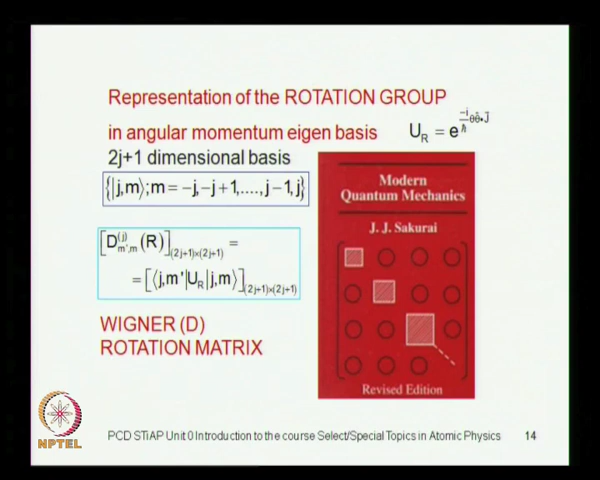 Representation of the ROTATION GROUP
in angular momentum eigen basis U_R = e^{-i/ħ θ θ̂•J⃗}
2j+1 dimensional basis
{|j,m⟩; m = −j,−j+1,....,j−1,j}
[D^{(j)}_{m',m}(R)]_{(2j+1)×(2j+1)} =
= [⟨j,m'|U_R|j,m⟩]_{(2j+1)×(2j+1)}
WIGNER (D)
ROTATION MATRIX
Modern
Quantum Mechanics
J. J. Sakurai
Revised Edition
NPTEL
PCD STiAP Unit 0 Introduction to the course Select/Special Topics in Atomic Physics 14